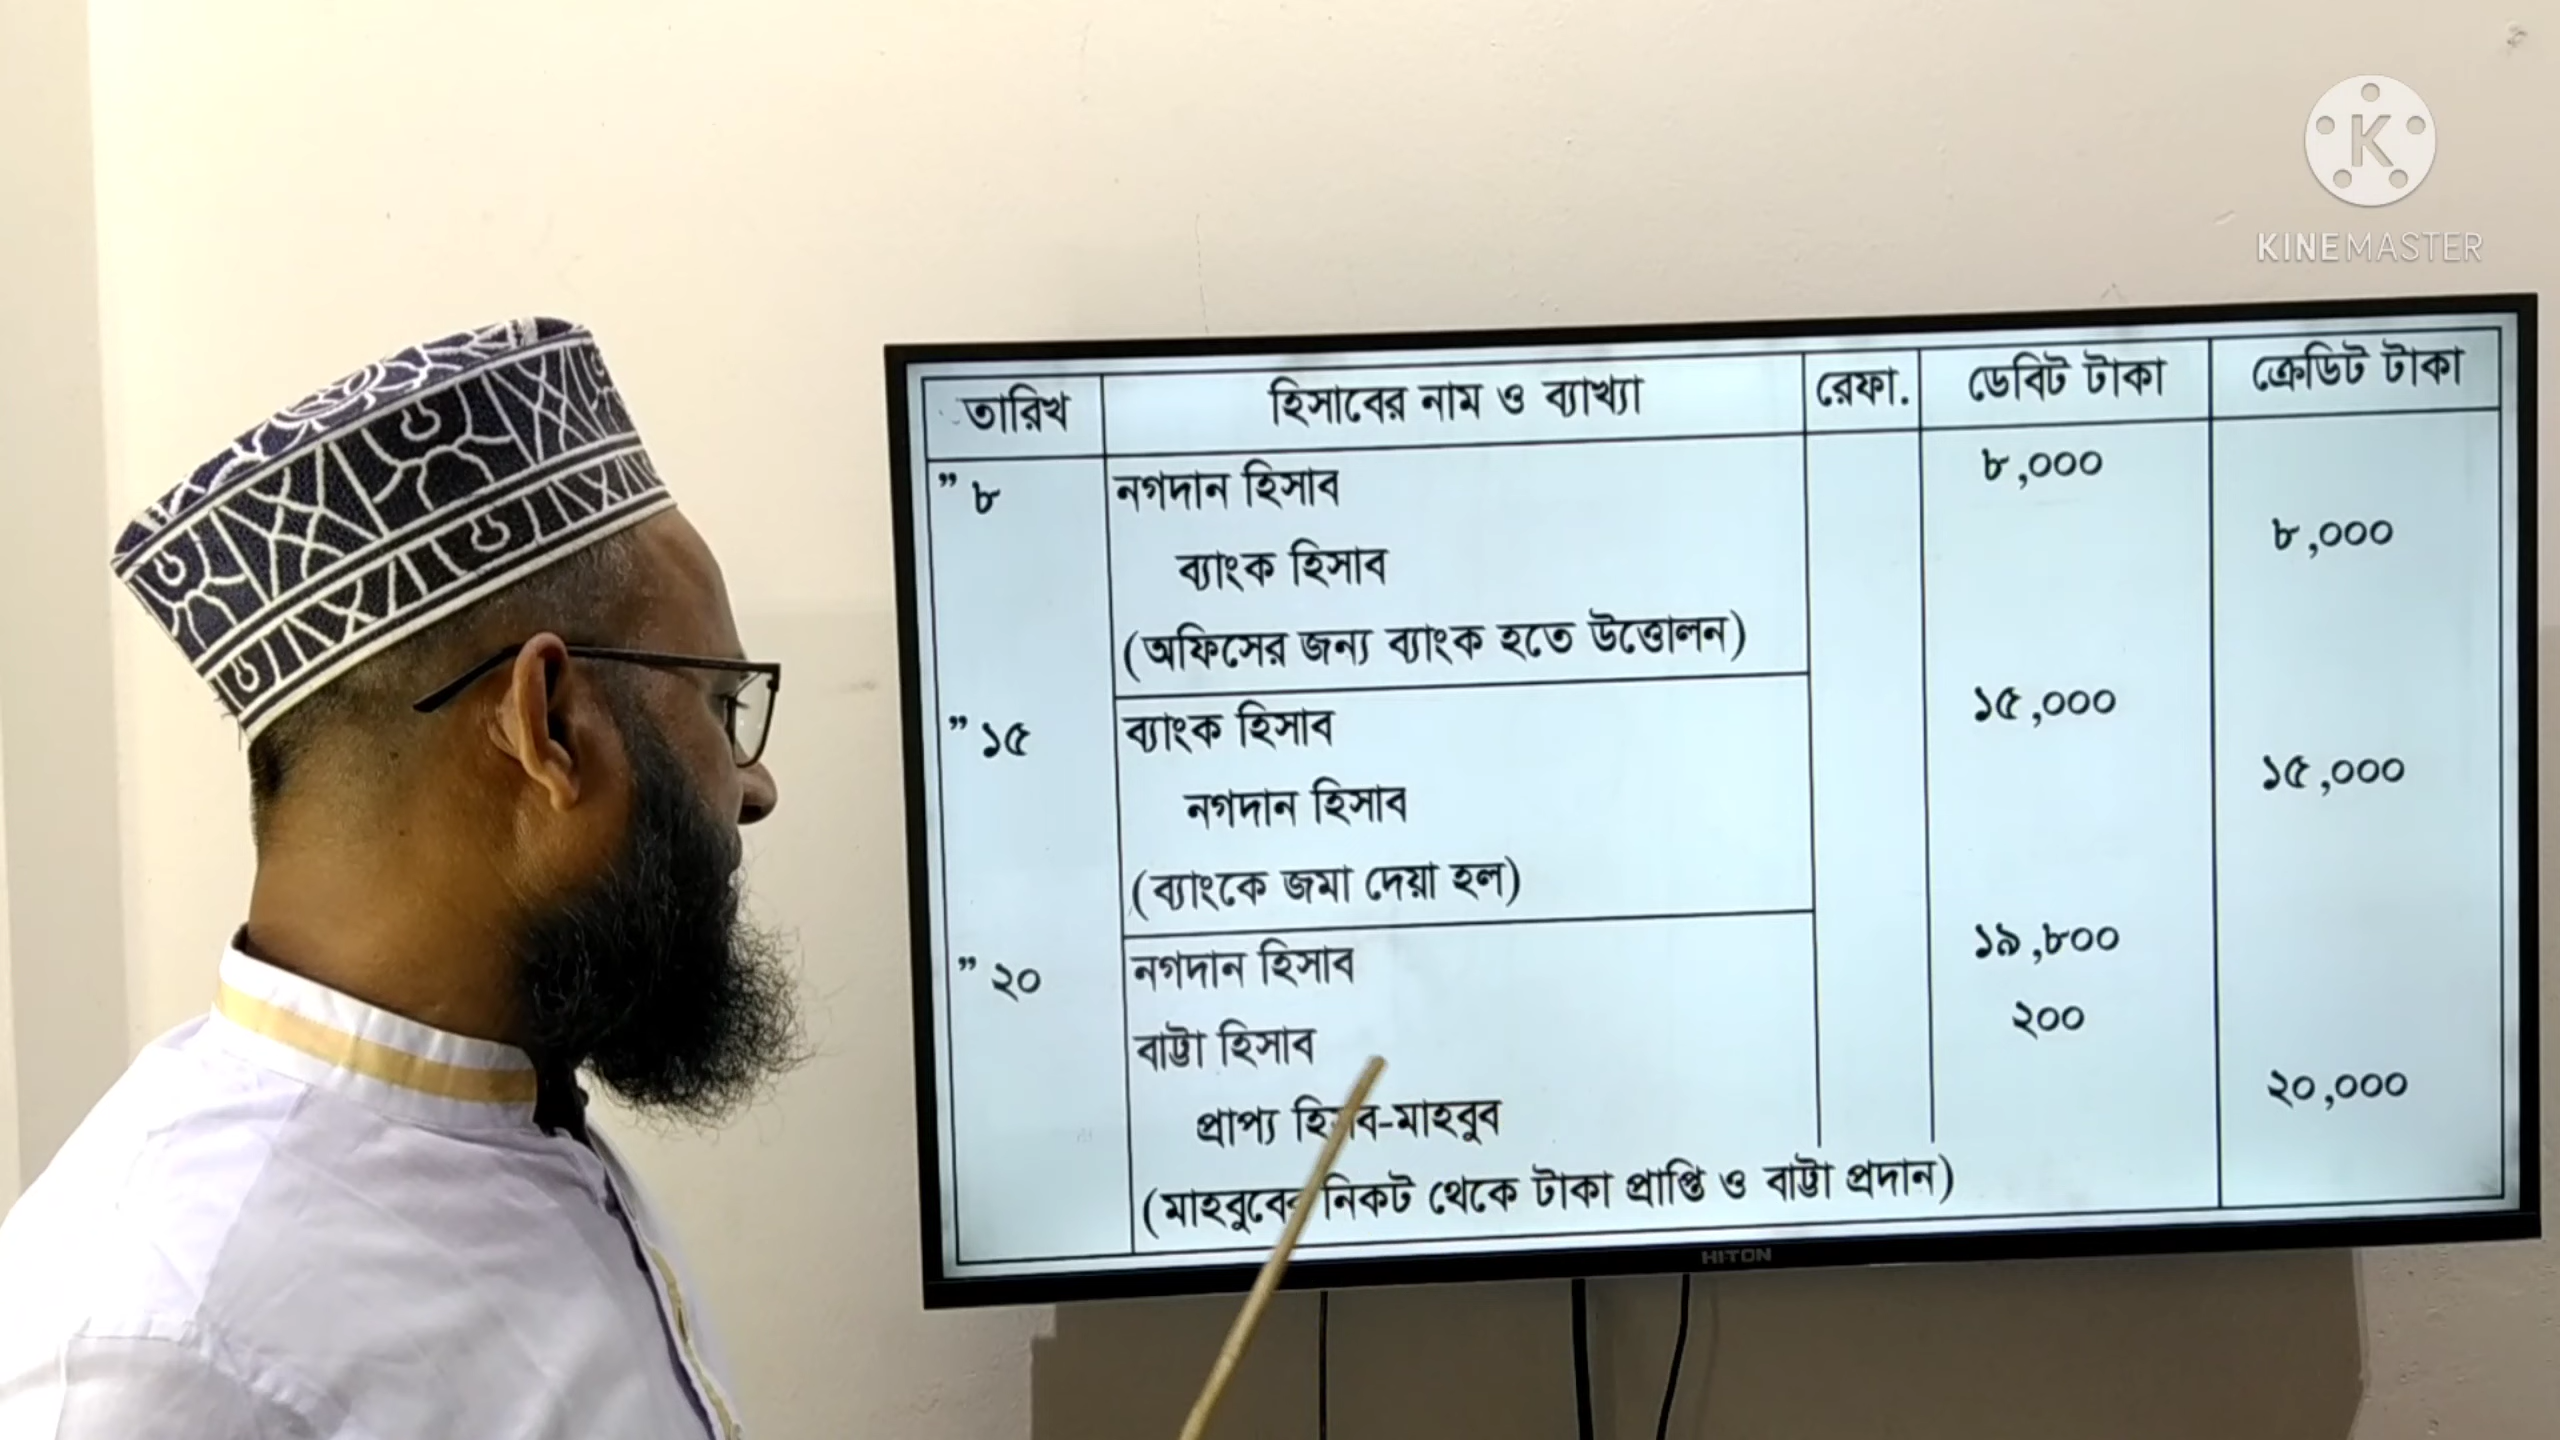 KINEMASTER
তারিখ হিসাবের নাম ও ব্যাখ্যা রেফা. ডেবিট টাকা ক্রেডিট টাকা
” ৮ নগদান হিসাব ৮,০০০
ব্যাংক হিসাব ৮,০০০
(অফিসের জন্য ব্যাংক হতে উত্তোলন)
” ১৫ ব্যাংক হিসাব ১৫,০০০
নগদান হিসাব ১৫,০০০
(ব্যাংকে জমা দেয়া হল)
” ২০ নগদান হিসাব ১৯,৮০০
বাট্টা হিসাব ২০০
প্রাপ্য হিসাব-মাহবুব ২০,০০০
(মাহবুবের নিকট থেকে টাকা প্রাপ্তি ও বাট্টা প্রদান)
HITON